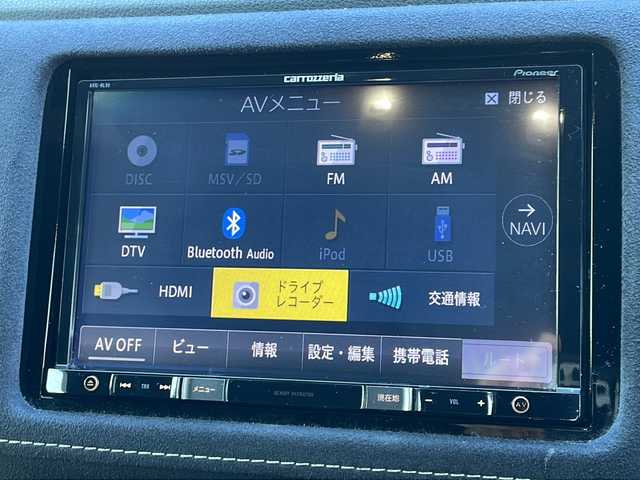 carrozzeria
Pioneer
AVメニュー
閉じる
DISC
MSV/SD
FM
AM
DTV
Bluetooth Audio
iPod
USB
NAVI
HDMI
ドライブ
レコーダー
交通情報
AV OFF
ビュー
情報
設定・編集
携帯電話
ルート
TRK
メニュー
現在地
VOL
AV